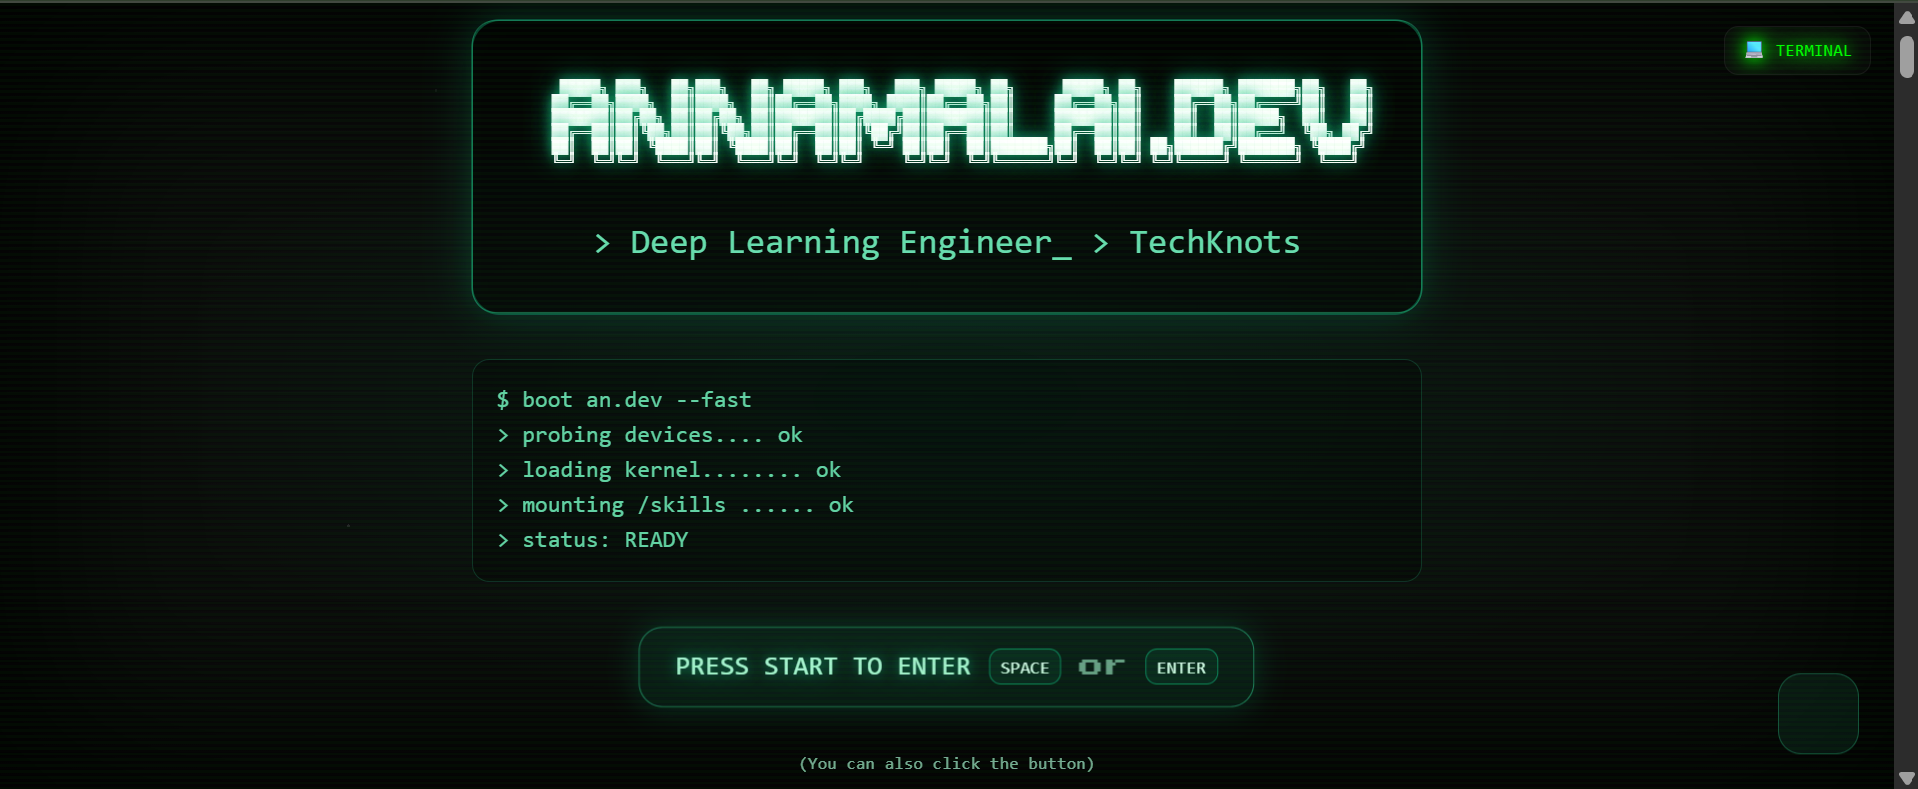 ANNAMALAI.DEV
> Deep Learning Engineer_ > TechKnots
TERMINAL
$ boot an.dev --fast
> probing devices.... ok
> loading kernel........ ok
> mounting /skills ...... ok
> status: READY
PRESS START TO ENTER SPACE or ENTER
(You can also click the button)